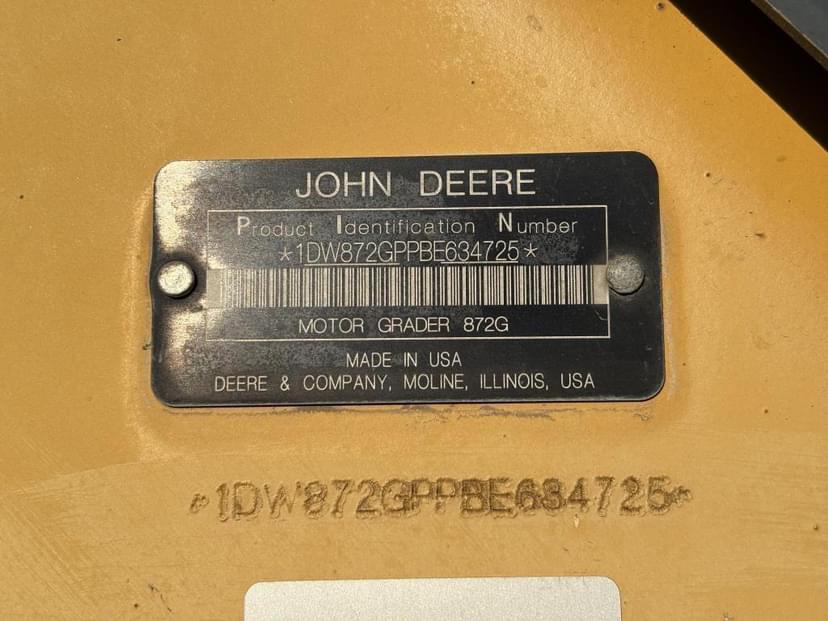 JOHN DEERE
Product Identification Number
*1DW872GPPBE634725*
MOTOR GRADER 872G
MADE IN USA
DEERE & COMPANY, MOLINE, ILLINOIS, USA
*1DW872GPPBE634725*